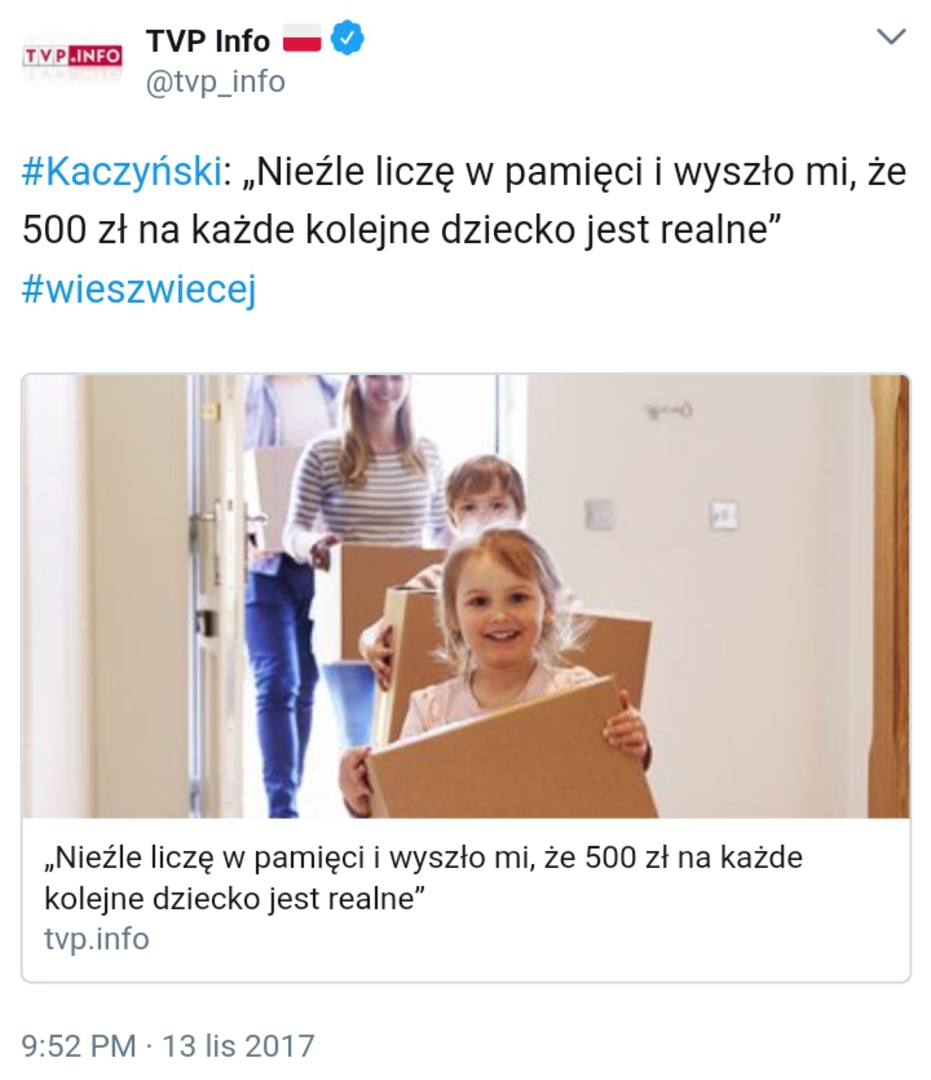 TVP.INFO
TVP Info
@tvp_info
#Kaczyński: „Nieźle liczę w pamięci i wyszło mi, że
500 zł na każde kolejne dziecko jest realne”
#wieszwiecej
„Nieźle liczę w pamięci i wyszło mi, że 500 zł na każde
kolejne dziecko jest realne”
tvp.info
9:52 PM · 13 lis 2017